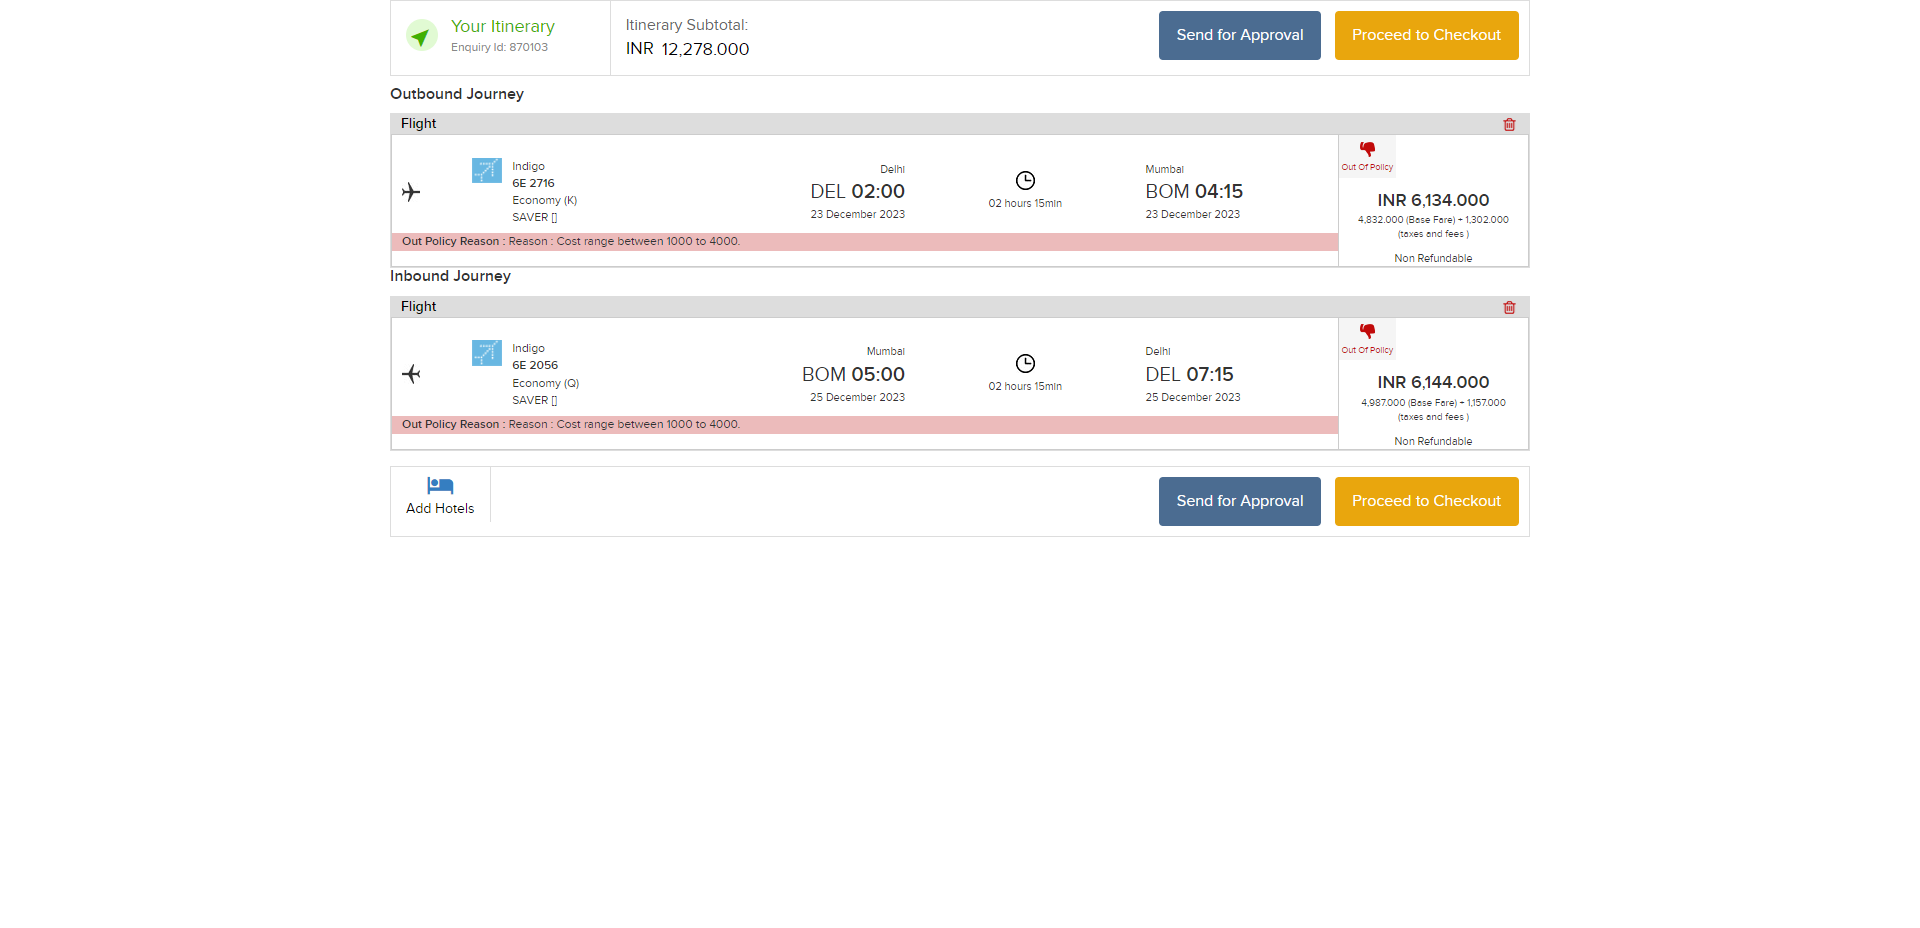 Your Itinerary
Enquiry Id: 870103
Itinerary Subtotal:
INR 12,278.000
Send for Approval
Proceed to Checkout
Outbound Journey
Flight
Indigo
6E 2716
Economy (K)
SAVER []
Delhi
DEL 02:00
23 December 2023
02 hours 15min
Mumbai
BOM 04:15
23 December 2023
Out Of Policy
INR 6,134.000
4,832.000 (Base Fare) + 1,302.000
(taxes and fees )
Non Refundable
Out Policy Reason : Reason : Cost range between 1000 to 4000.
Inbound Journey
Flight
Indigo
6E 2056
Economy (Q)
SAVER []
Mumbai
BOM 05:00
25 December 2023
02 hours 15min
Delhi
DEL 07:15
25 December 2023
Out Of Policy
INR 6,144.000
4,987.000 (Base Fare) + 1,157.000
(taxes and fees )
Non Refundable
Out Policy Reason : Reason : Cost range between 1000 to 4000.
Add Hotels
Send for Approval
Proceed to Checkout